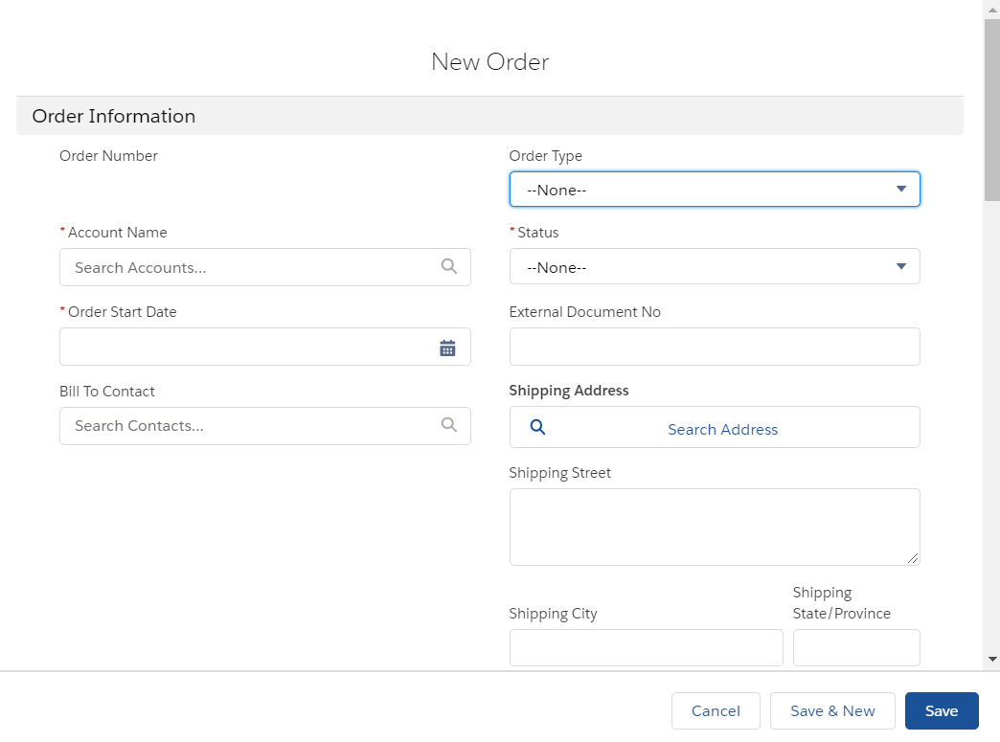 New Order
Order Information
Order Number
Order Type
--None--
* Account Name
* Status
Search Accounts...
--None--
* Order Start Date
External Document No
Bill To Contact
Shipping Address
Search Contacts...
Search Address
Shipping Street
Shipping City
Shipping
State/Province
Cancel
Save & New
Save